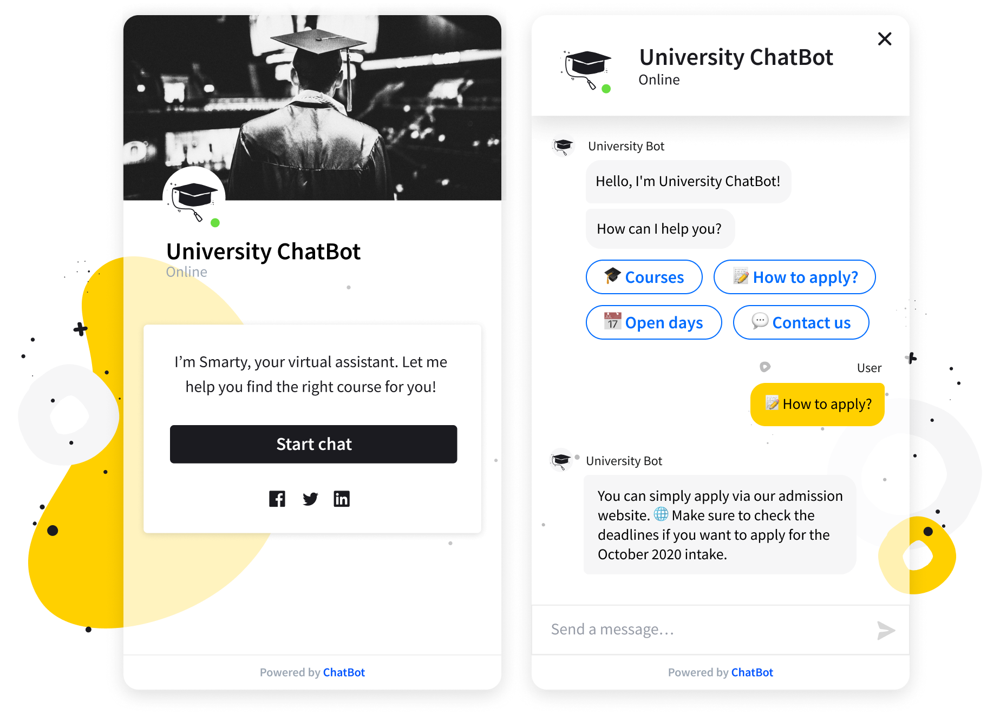 University ChatBot
Online
I’m Smarty, your virtual assistant. Let me
help you find the right course for you!
Start chat
Powered by ChatBot
University ChatBot
Online
University Bot
Hello, I'm University ChatBot!
How can I help you?
Courses
How to apply?
JUL
17
Open days
Contact us
User
How to apply?
University Bot
You can simply apply via our admission
website. 🌐 Make sure to check the
deadlines if you want to apply for the
October 2020 intake.
Send a message...
Powered by ChatBot